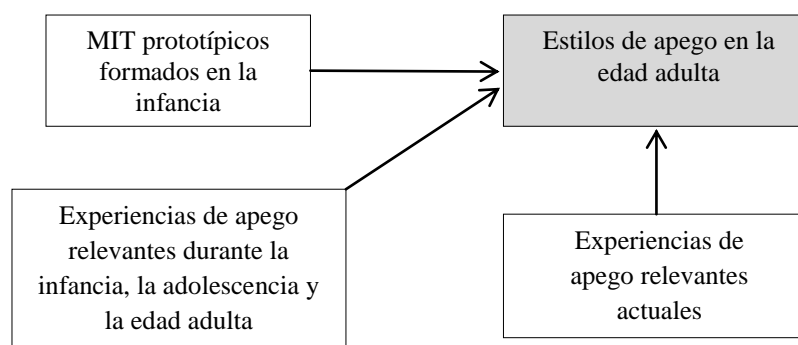 MIT prototípicos
formados en la
infancia
Estilos de apego en la
edad adulta
Experiencias de apego
relevantes durante la
infancia, la adolescencia y
la edad adulta
Experiencias de
apego relevantes
actuales